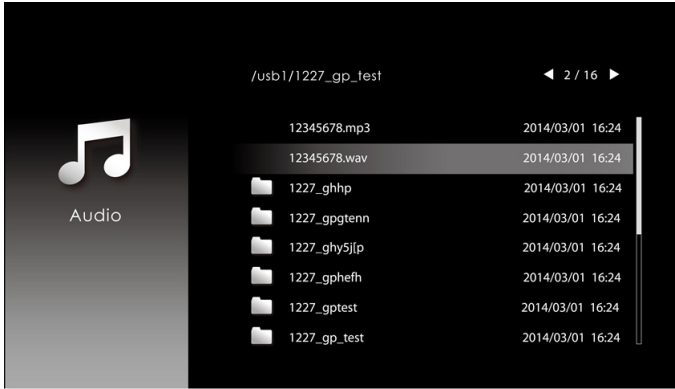 /usb1/1227_gp_test 2 / 16
12345678.mp3 2014/03/01 16:24
12345678.wav 2014/03/01 16:24
Audio
1227_ghhp 2014/03/01 16:24
1227_gpgtenn 2014/03/01 16:24
1227_ghy5j[p 2014/03/01 16:24
1227_gphefh 2014/03/01 16:24
1227_gptest 2014/03/01 16:24
1227_gp_test 2014/03/01 16:24